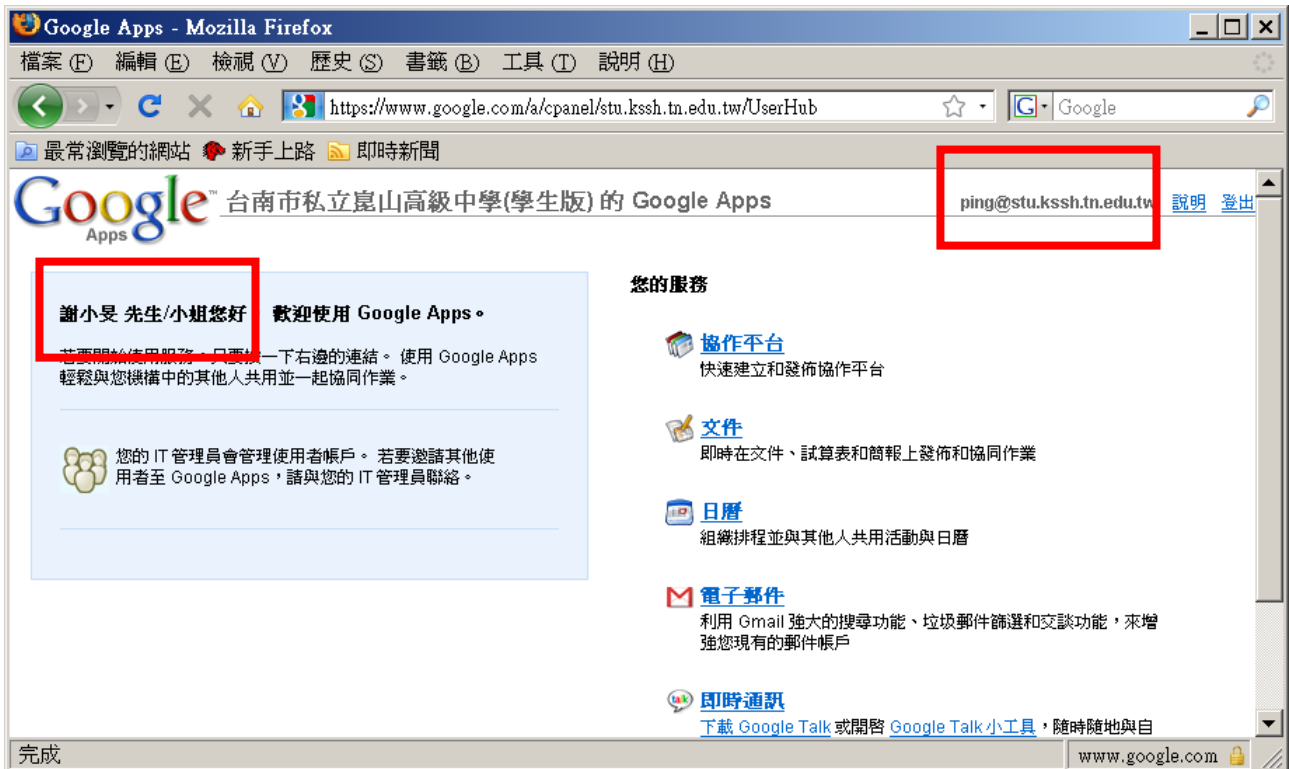 Google Apps - Mozilla Firefox
檔案(F) 編輯(E) 檢視(V) 歷史(S) 書籤(B) 工具(T) 說明(H)
https://www.google.com/a/cpanel/stu.kssh.tn.edu.tw/UserHub G Google
最常瀏覽的網站 新手上路 即時新聞
Google™ Apps 台南市私立崑山高級中學(學生版) 的 Google Apps ping@stu.kssh.tn.edu.tw 說明 登出
謝小旻 先生/小姐您好 歡迎使用 Google Apps。
若要開始使用服務，只要按一下右邊的連結。 使用 Google Apps
輕鬆與您機構中的其他人共用並一起協同作業。
您的 IT 管理員會管理使用者帳戶。 若要邀請其他使
用者至 Google Apps，請與您的 IT 管理員聯絡。
您的服務
協作平台
快速建立和發佈協作平台
文件
即時在文件、試算表和簡報上發佈和協同作業
日曆
組織排程並與其他人共用活動與日曆
電子郵件
利用 Gmail 強大的搜尋功能、垃圾郵件篩選和交談功能，來增
強您現有的郵件帳戶
talk 即時通訊
下載 Google Talk 或開啓 Google Talk 小工具，隨時隨地與自
完成 www.google.com